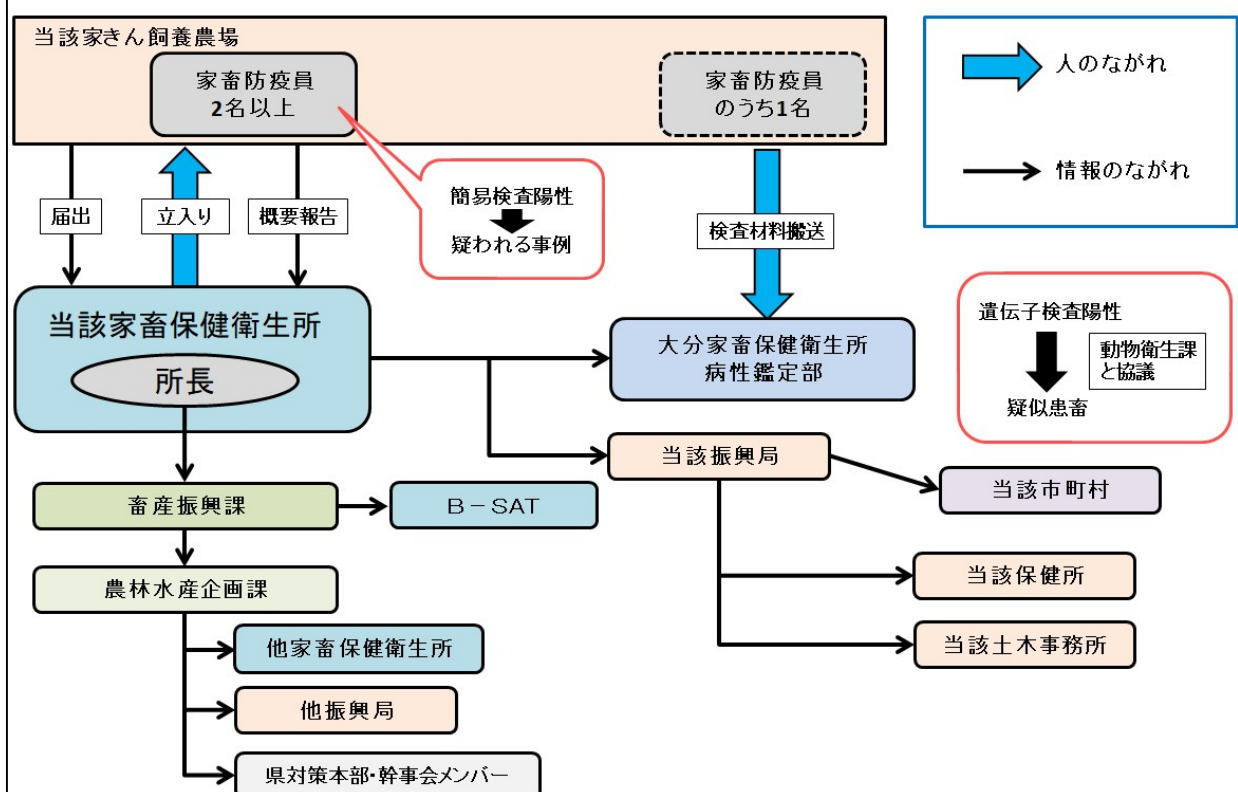 当該家きん飼養農場
家畜防疫員
2名以上
家畜防疫員
のうち1名
人のながれ
情報のながれ
届出
立入り
概要報告
簡易検査陽性
疑われる事例
検査材料搬送
当該家畜保健衛生所
所長
大分家畜保健衛生所
病性鑑定部
遺伝子検査陽性
動物衛生課
と協議
疑似患畜
当該振興局
当該市町村
畜産振興課
B－SAT
農林水産企画課
当該保健所
他家畜保健衛生所
当該土木事務所
他振興局
県対策本部・幹事会メンバー